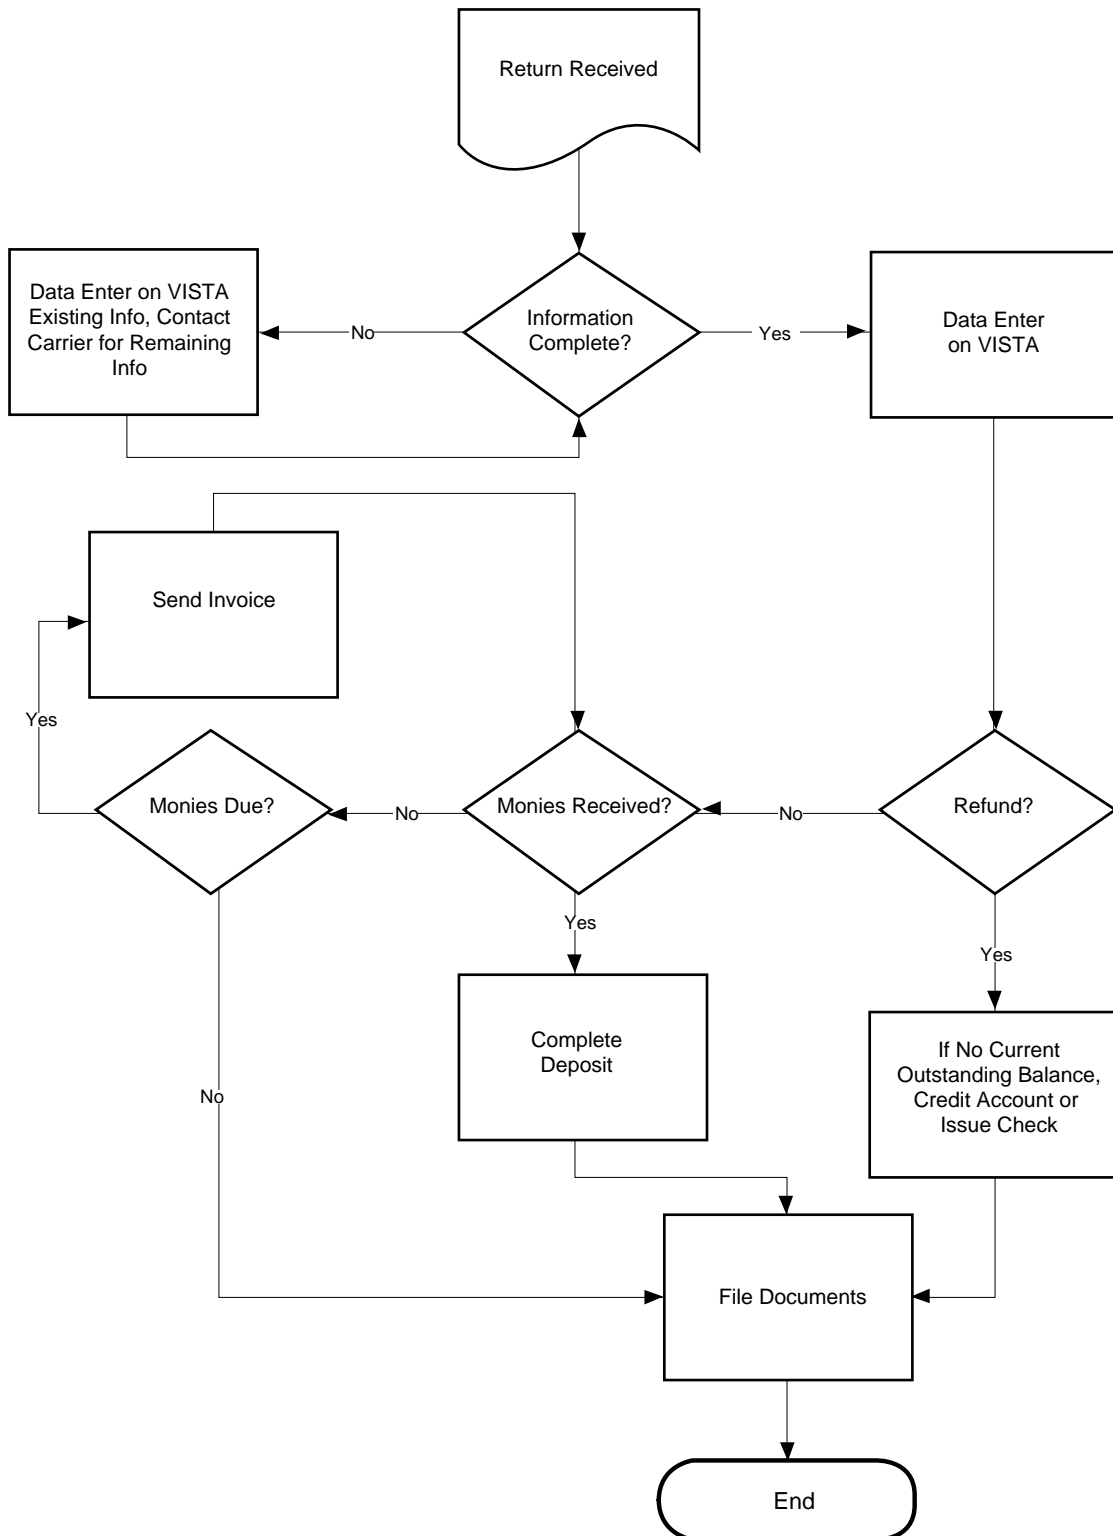 Return Received
Data Enter on VISTA
Existing Info, Contact
Carrier for Remaining
Info
No
Information
Complete?
Yes
Data Enter
on VISTA
Send Invoice
Yes
Monies Due?
No
Monies Received?
No
Refund?
Yes
Yes
Complete
Deposit
If No Current
Outstanding Balance,
Credit Account or
Issue Check
No
File Documents
End